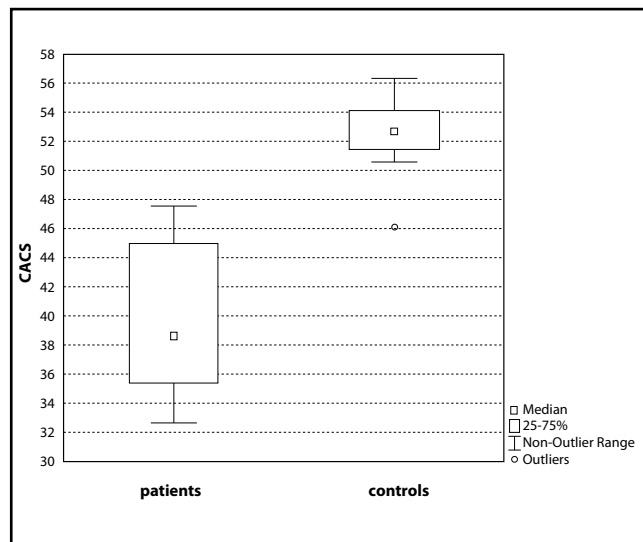 58
56
54
52
50
48
46
44
42
40
38
36
34
32
30
CACS
patients
controls
Median
25-75%
Non-Outlier Range
Outliers